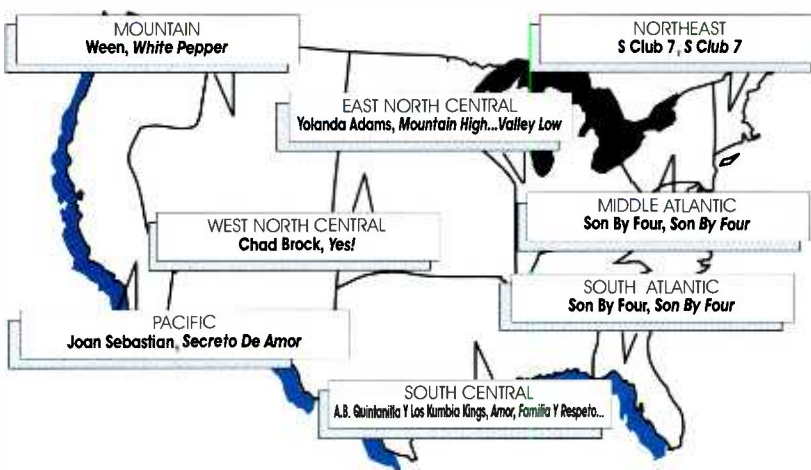 MOUNTAIN
Ween, White Pepper
NORTHEAST
S Club 7, S Club 7
EAST NORTH CENTRAL
Yolanda Adams, Mountain High...Valley Low
MIDDLE ATLANTIC
Son By Four, Son By Four
WEST NORTH CENTRAL
Chad Brock, Yes!
SOUTH ATLANTIC
Son By Four, Son By Four
PACIFIC
Joan Sebastian, Secreto De Amor
SOUTH CENTRAL
A.B. Quintanilla Y Los Kumbia Kings, Amor, Familia Y Respeto...